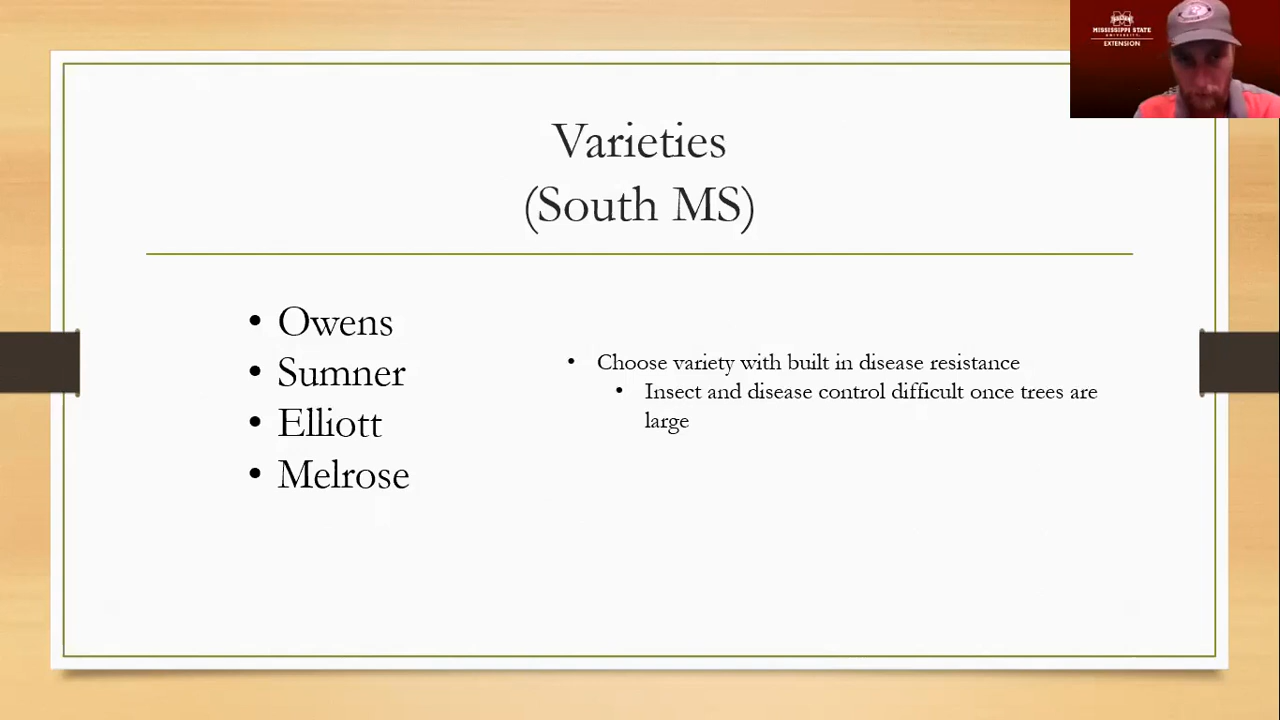 MISSISSIPPI STATE
UNIVERSITY
EXTENSION
Varieties
(South MS)
• Owens
• Sumner
• Elliott
• Melrose
• Choose variety with built in disease resistance
• Insect and disease control difficult once trees are
large